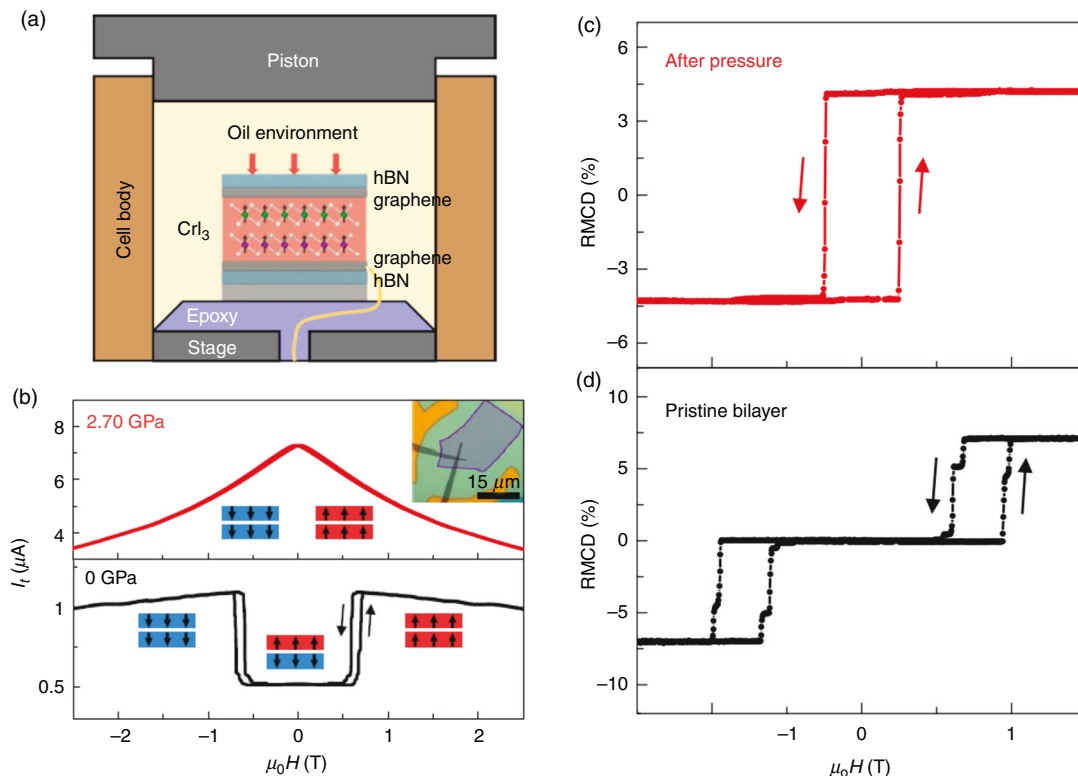 (a)
Piston
Oil environment
hBN
graphene
CrI₃
graphene
hBN
Cell body
Epoxy
Stage
(b)
2.70 GPa
15 μm
8
6
4
Iₜ (μA)
0 GPa
1
0.5
−2
−1
0
1
2
μ₀H (T)
(c)
After pressure
6
3
0
−3
−6
RMCD (%)
(d)
Pristine bilayer
10
5
0
−5
−10
RMCD (%)
−1
0
1
μₒH (T)